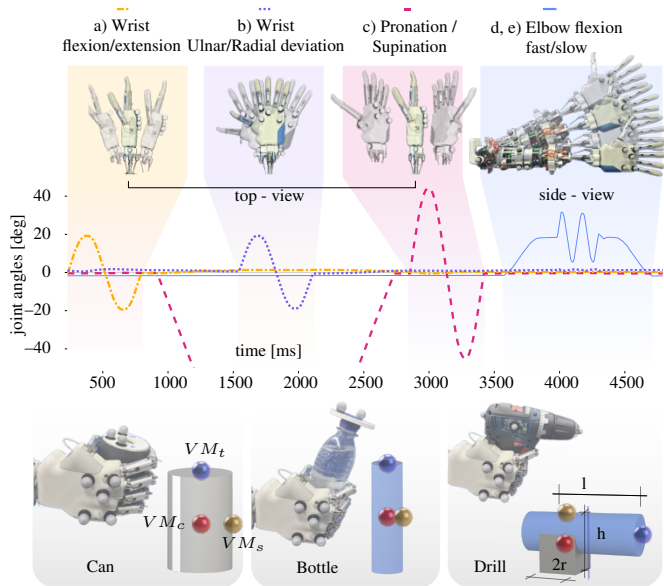 a) Wrist
flexion/extension
b) Wrist
Ulnar/Radial deviation
c) Pronation /
Supination
d, e) Elbow flexion
fast/slow
top - view
side - view
joint angles [deg]
40
20
0
−20
−40
time [ms]
500
1000
1500
2000
2500
3000
3500
4000
4500
VM_t
VM_c
VM_s
Can
Bottle
l
h
2r
Drill